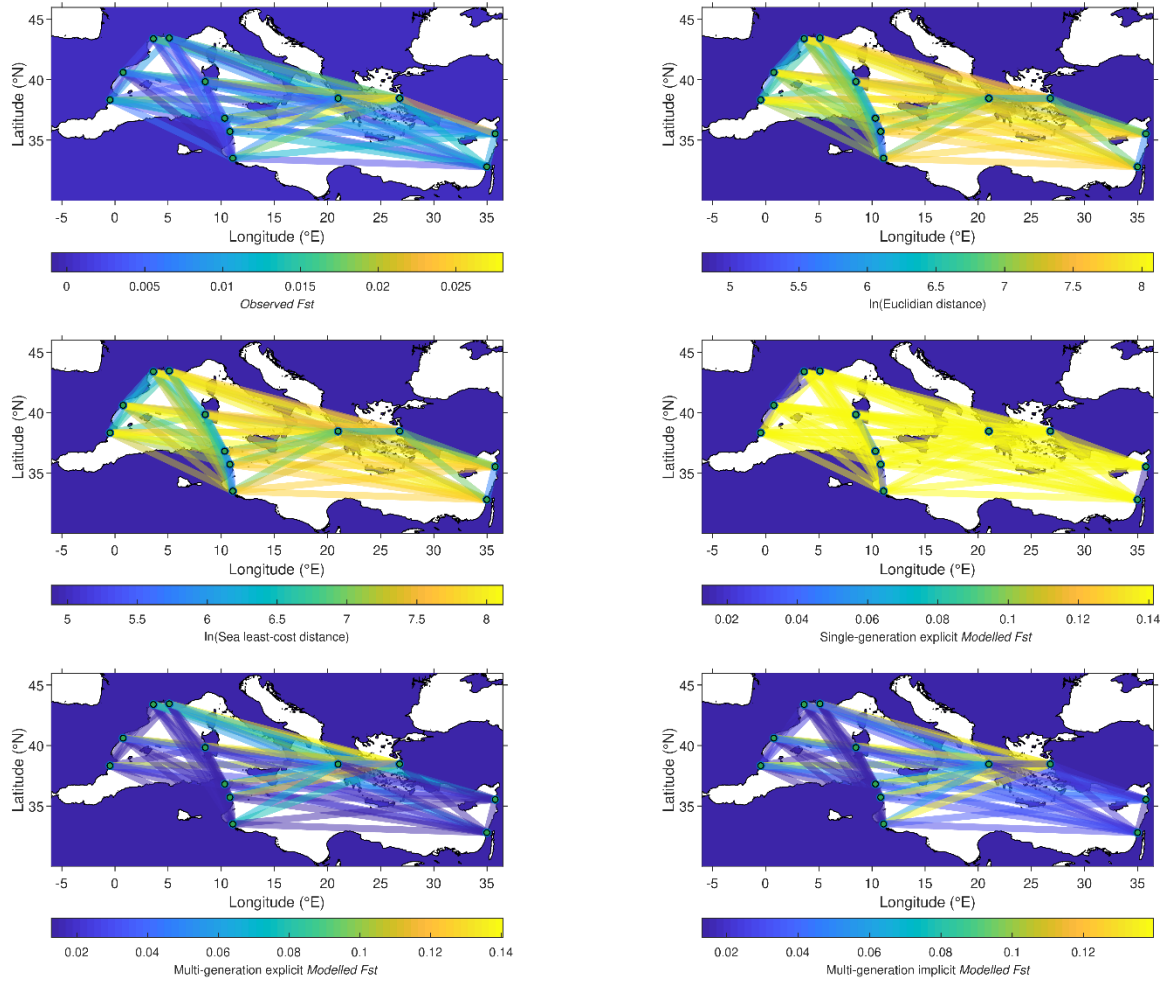 45
40
35
Latitude (°N)
-5 0 5 10 15 20 25 30 35
Longitude (°E)
0 0.005 0.01 0.015 0.02 0.025
Observed Fst
45
40
35
Latitude (°N)
-5 0 5 10 15 20 25 30 35
Longitude (°E)
5 5.5 6 6.5 7 7.5 8
ln(Euclidian distance)
45
40
35
Latitude (°N)
-5 0 5 10 15 20 25 30 35
Longitude (°E)
5 5.5 6 6.5 7 7.5 8
ln(Sea least-cost distance)
45
40
35
Latitude (°N)
-5 0 5 10 15 20 25 30 35
Longitude (°E)
0.02 0.04 0.06 0.08 0.1 0.12 0.14
Single-generation explicit Modelled Fst
45
40
35
Latitude (°N)
-5 0 5 10 15 20 25 30 35
Longitude (°E)
0.02 0.04 0.06 0.08 0.1 0.12 0.14
Multi-generation explicit Modelled Fst
45
40
35
Latitude (°N)
-5 0 5 10 15 20 25 30 35
Longitude (°E)
0.02 0.04 0.06 0.08 0.1 0.12
Multi-generation implicit Modelled Fst